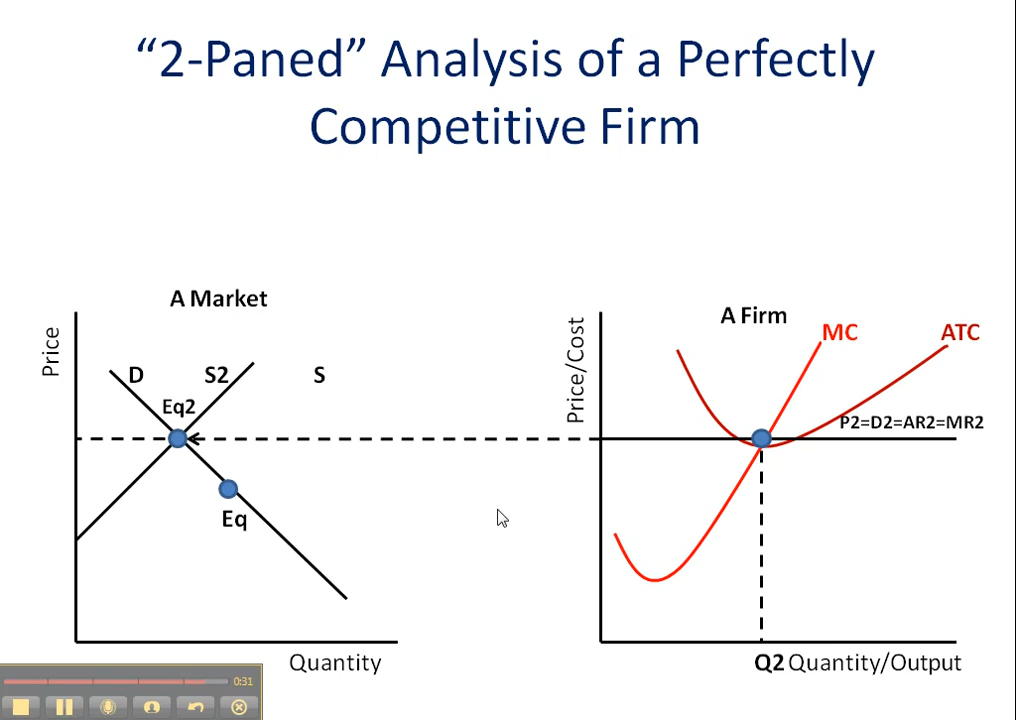 “2-Paned” Analysis of a Perfectly
Competitive Firm
A Market
Price
D
S2
S
Eq2
Eq
Quantity
A Firm
Price/Cost
MC
ATC
P2=D2=AR2=MR2
Q2 Quantity/Output
0:31